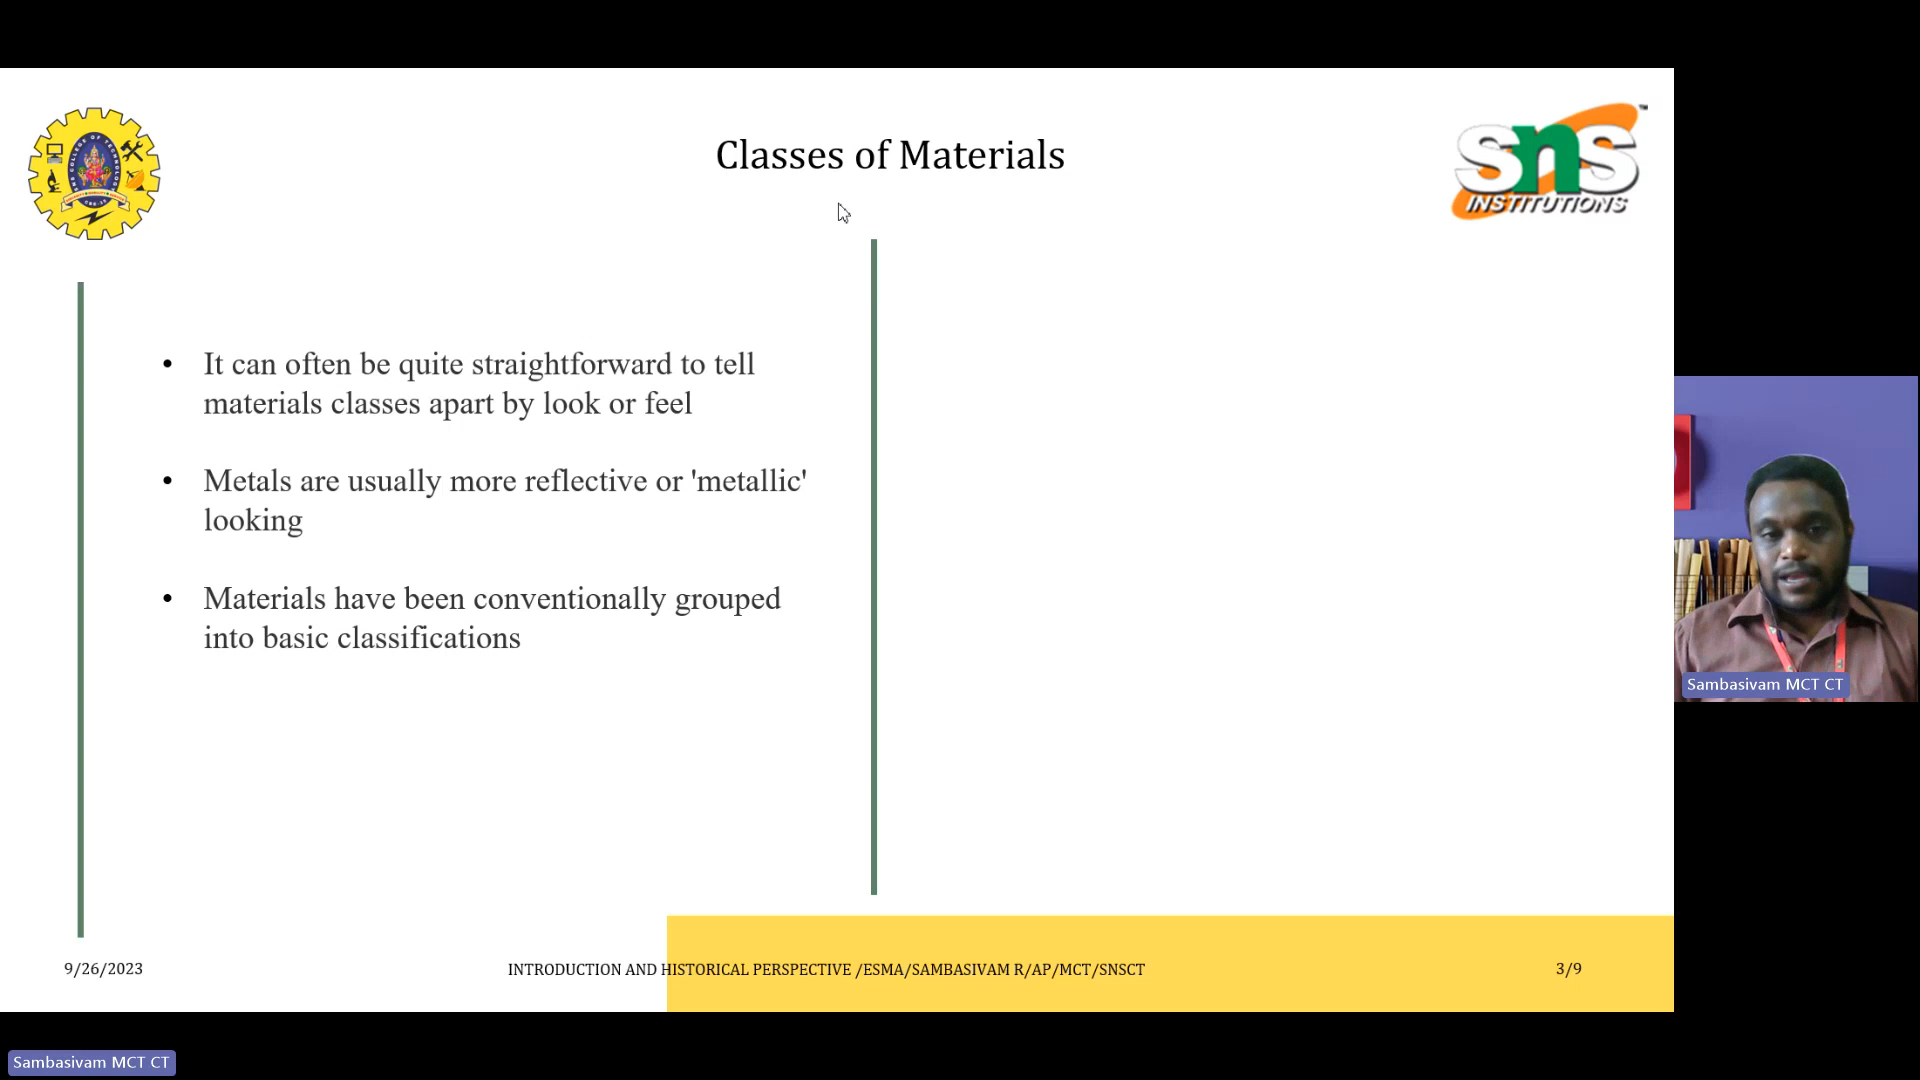 Classes of Materials
SNS
INSTITUTIONS
• It can often be quite straightforward to tell
materials classes apart by look or feel
• Metals are usually more reflective or 'metallic'
looking
• Materials have been conventionally grouped
into basic classifications
Sambasivam MCT CT
9/26/2023
INTRODUCTION AND HISTORICAL PERSPECTIVE /ESMA/SAMBASIVAM R/AP/MCT/SNSCT
3/9
Sambasivam MCT CT